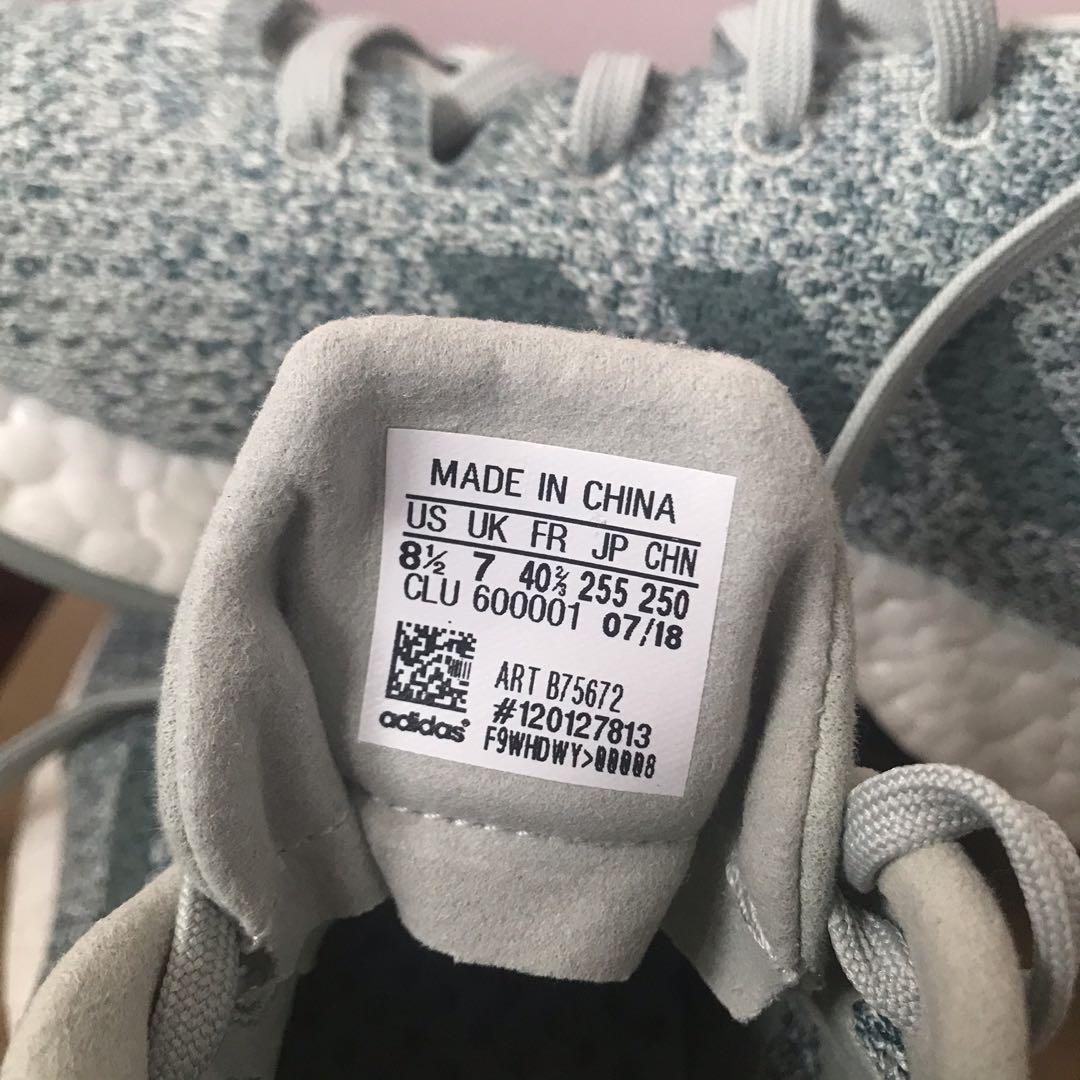 MADE IN CHINA
US UK FR JP CHN
8½ 7 40⅔ 255 250
CLU 600001 07/18
ART B75672
#120127813
adidas® F9WHDWY>00008